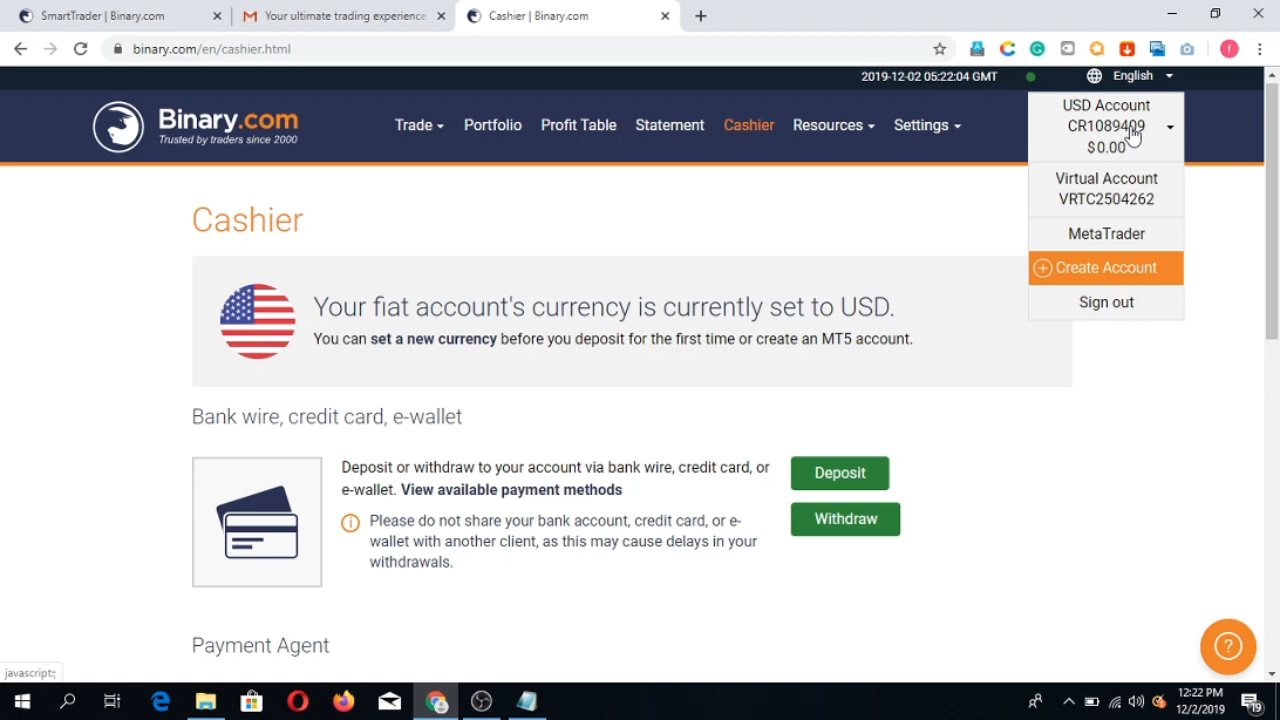 SmartTrader | Binary.com
Your ultimate trading experience
Cashier | Binary.com
binary.com/en/cashier.html
2019-12-02 05:22:04 GMT
English
Binary.com
Trusted by traders since 2000
Trade
Portfolio
Profit Table
Statement
Cashier
Resources
Settings
USD Account
CR1089409
$0.00
Virtual Account
VRTC2504262
MetaTrader
Create Account
Sign out
Cashier
Your fiat account's currency is currently set to USD.
You can set a new currency before you deposit for the first time or create an MT5 account.
Bank wire, credit card, e-wallet
Deposit or withdraw to your account via bank wire, credit card, or
e-wallet. View available payment methods
Please do not share your bank account, credit card, or e-
wallet with another client, as this may cause delays in your
withdrawals.
Deposit
Withdraw
Payment Agent
javascript:;
12:22 PM
12/2/2019
19